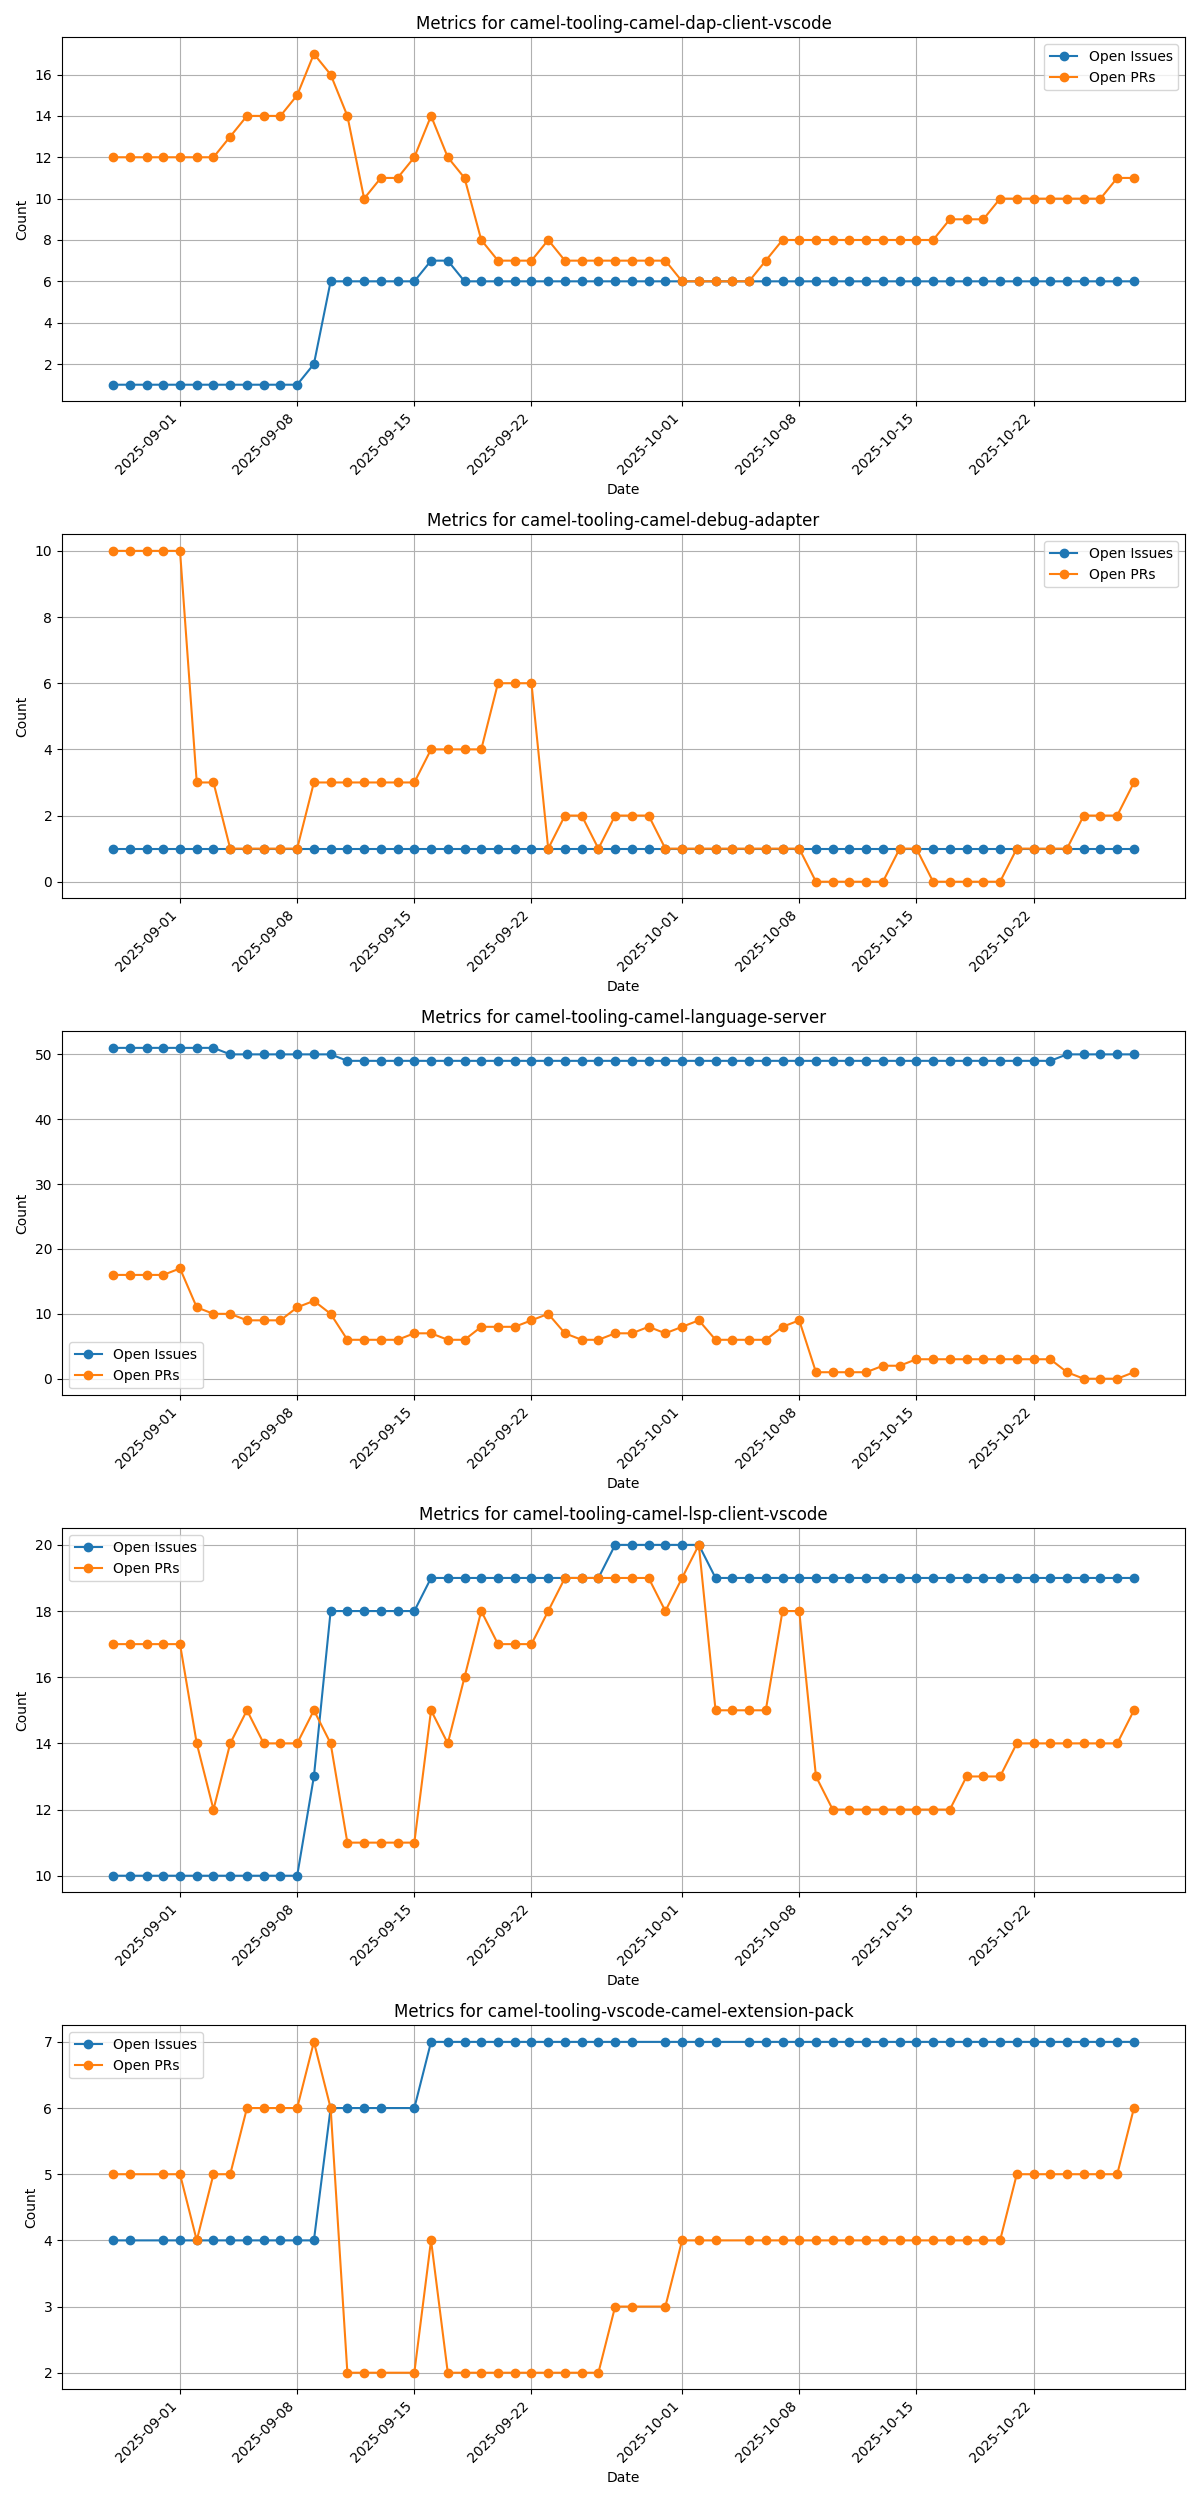 Metrics for camel-tooling-camel-dap-client-vscode
Open Issues
Open PRs
16
14
12
10
8
6
4
2
Count
2025-09-01
2025-09-08
2025-09-15
2025-09-22
2025-10-01
2025-10-08
2025-10-15
2025-10-22
Date
Metrics for camel-tooling-camel-debug-adapter
Open Issues
Open PRs
10
8
6
4
2
0
Count
2025-09-01
2025-09-08
2025-09-15
2025-09-22
2025-10-01
2025-10-08
2025-10-15
2025-10-22
Date
Metrics for camel-tooling-camel-language-server
50
40
30
20
10
0
Count
Open Issues
Open PRs
2025-09-01
2025-09-08
2025-09-15
2025-09-22
2025-10-01
2025-10-08
2025-10-15
2025-10-22
Date
Metrics for camel-tooling-camel-lsp-client-vscode
Open Issues
Open PRs
20
18
16
14
12
10
Count
2025-09-01
2025-09-08
2025-09-15
2025-09-22
2025-10-01
2025-10-08
2025-10-15
2025-10-22
Date
Metrics for camel-tooling-vscode-camel-extension-pack
Open Issues
Open PRs
7
6
5
4
3
2
Count
2025-09-01
2025-09-08
2025-09-15
2025-09-22
2025-10-01
2025-10-08
2025-10-15
2025-10-22
Date